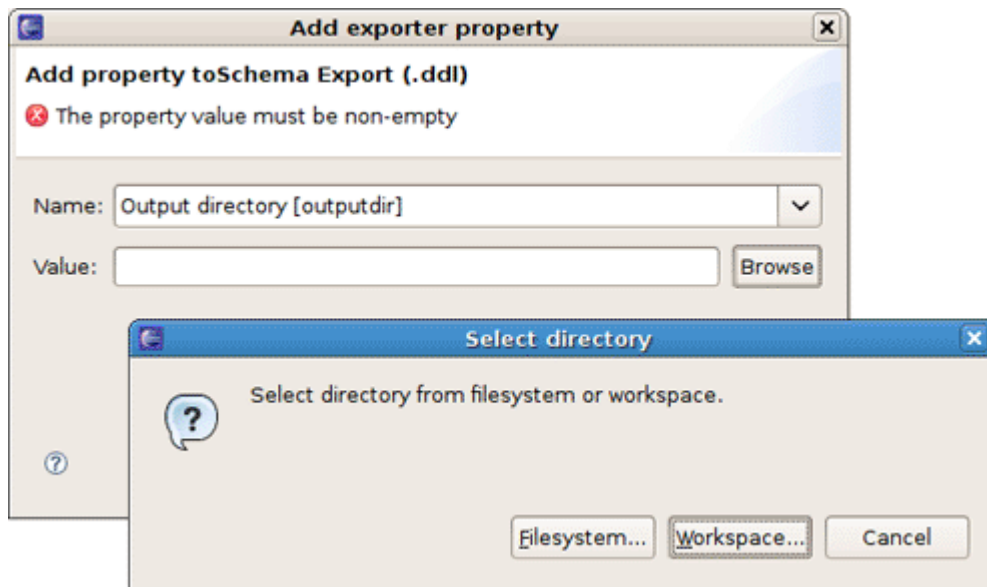 Add exporter property
Add property toSchema Export (.ddl)
The property value must be non-empty
Name: Output directory [outputdir]
Value: Browse
Select directory
Select directory from filesystem or workspace.
Filesystem... Workspace... Cancel